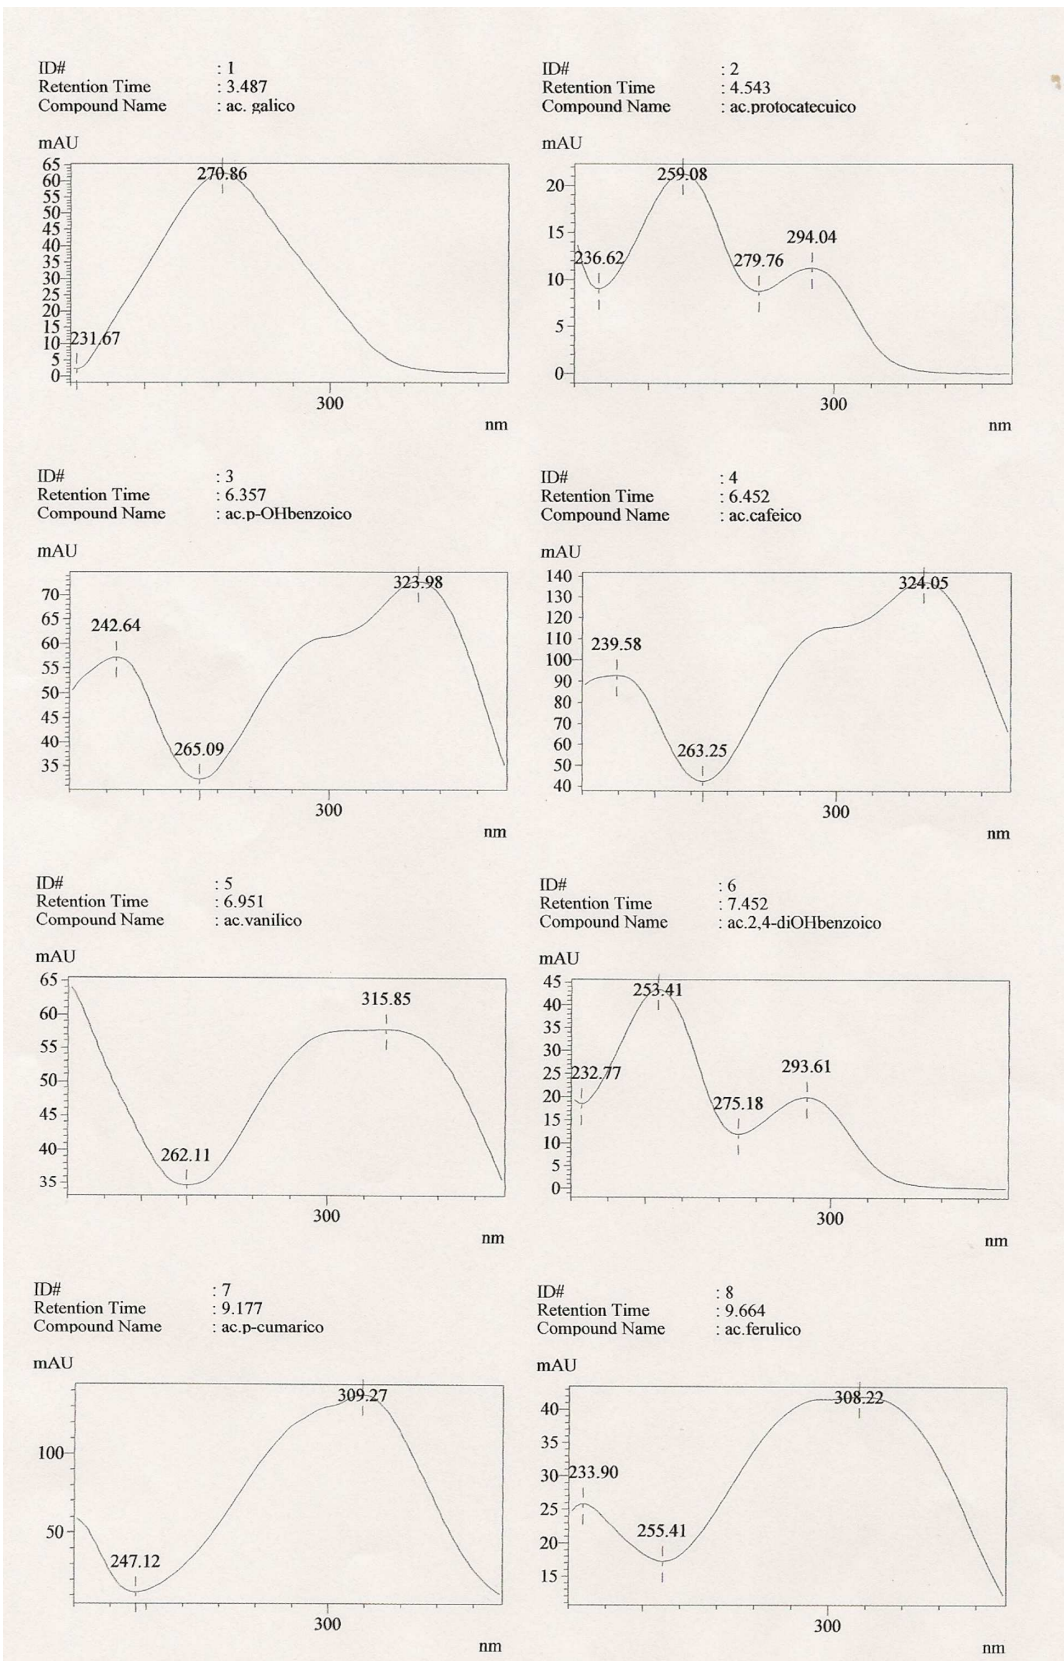 ID# : 1
Retention Time : 3.487
Compound Name : ac. galico
mAU
65
60
55
50
45
40
35
30
25
20
15
10
5
0
270.86
231.67
300
nm
ID# : 2
Retention Time : 4.543
Compound Name : ac.protocatecuico
mAU
20
15
10
5
0
259.08
294.04
236.62
279.76
300
nm
ID# : 3
Retention Time : 6.357
Compound Name : ac.p-OHbenzoico
mAU
70
65
60
55
50
45
40
35
323.98
242.64
265.09
300
nm
ID# : 4
Retention Time : 6.452
Compound Name : ac.cafeico
mAU
140
130
120
110
100
90
80
70
60
50
40
324.05
239.58
263.25
300
nm
ID# : 5
Retention Time : 6.951
Compound Name : ac.vanilico
mAU
65
60
55
50
45
40
35
315.85
262.11
300
nm
ID# : 6
Retention Time : 7.452
Compound Name : ac.2,4-diOHbenzoico
mAU
45
40
35
30
25
20
15
10
5
0
253.41
293.61
232.77
275.18
300
nm
ID# : 7
Retention Time : 9.177
Compound Name : ac.p-cumarico
mAU
100
50
309.27
247.12
300
nm
ID# : 8
Retention Time : 9.664
Compound Name : ac.ferulico
mAU
40
35
30
25
20
15
308.22
233.90
255.41
300
nm